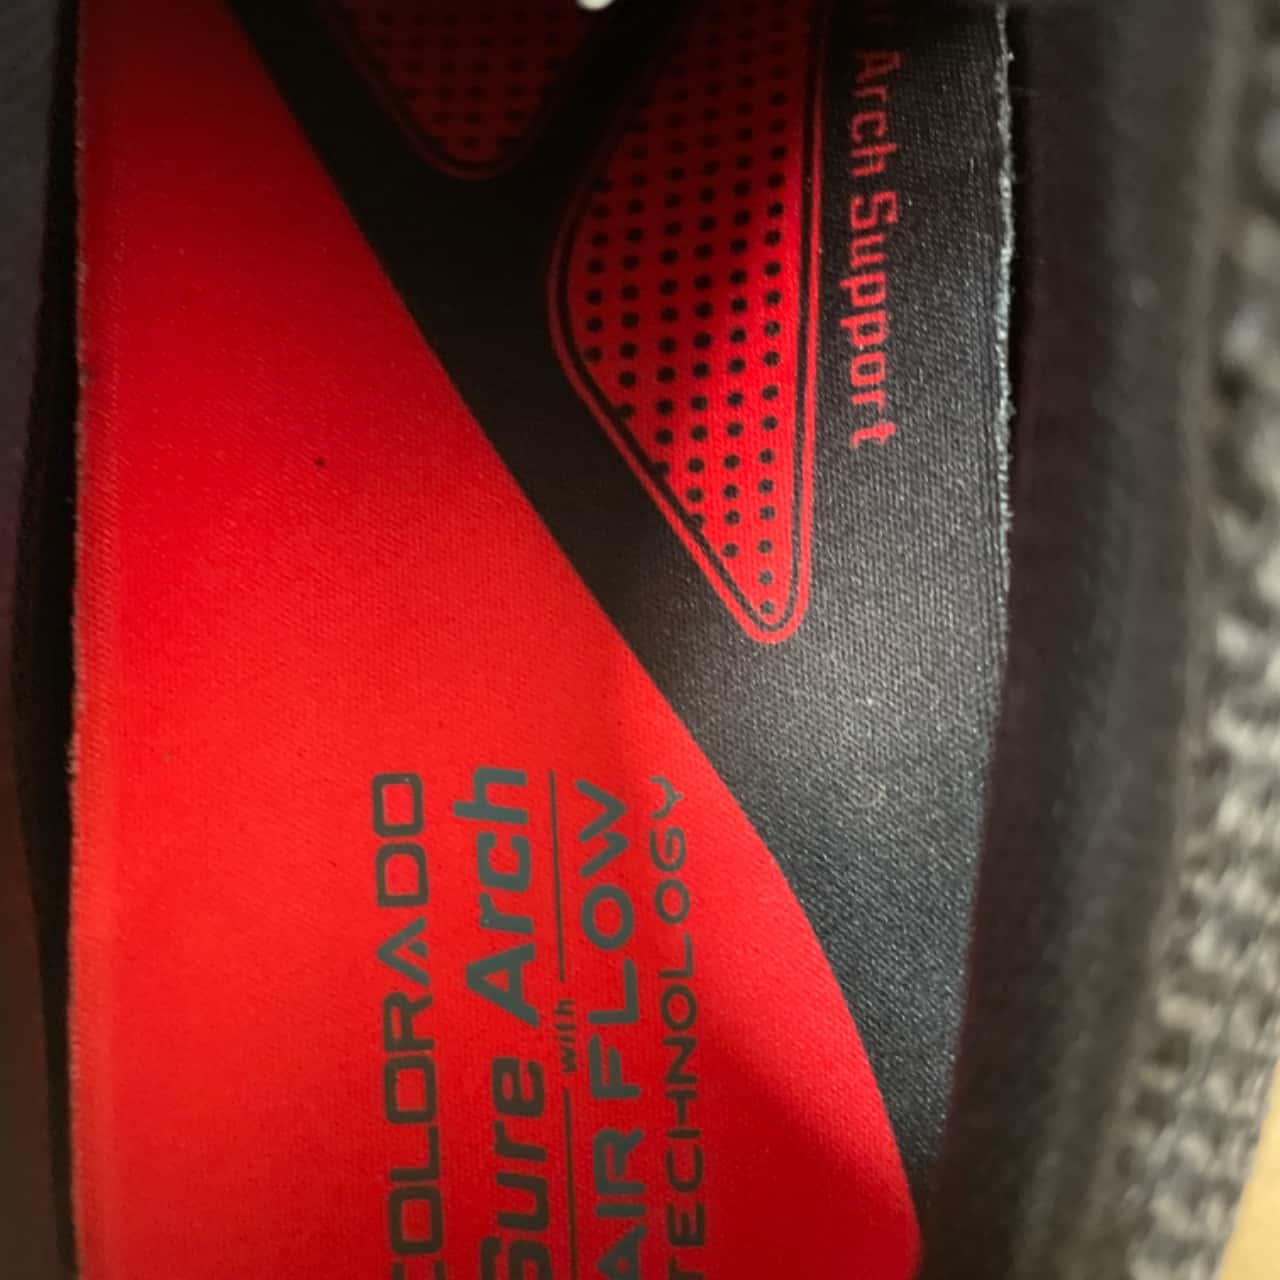 Arch Support
COLORADO
Sure Arch
with
AIR FLOW
TECHNOLOGY